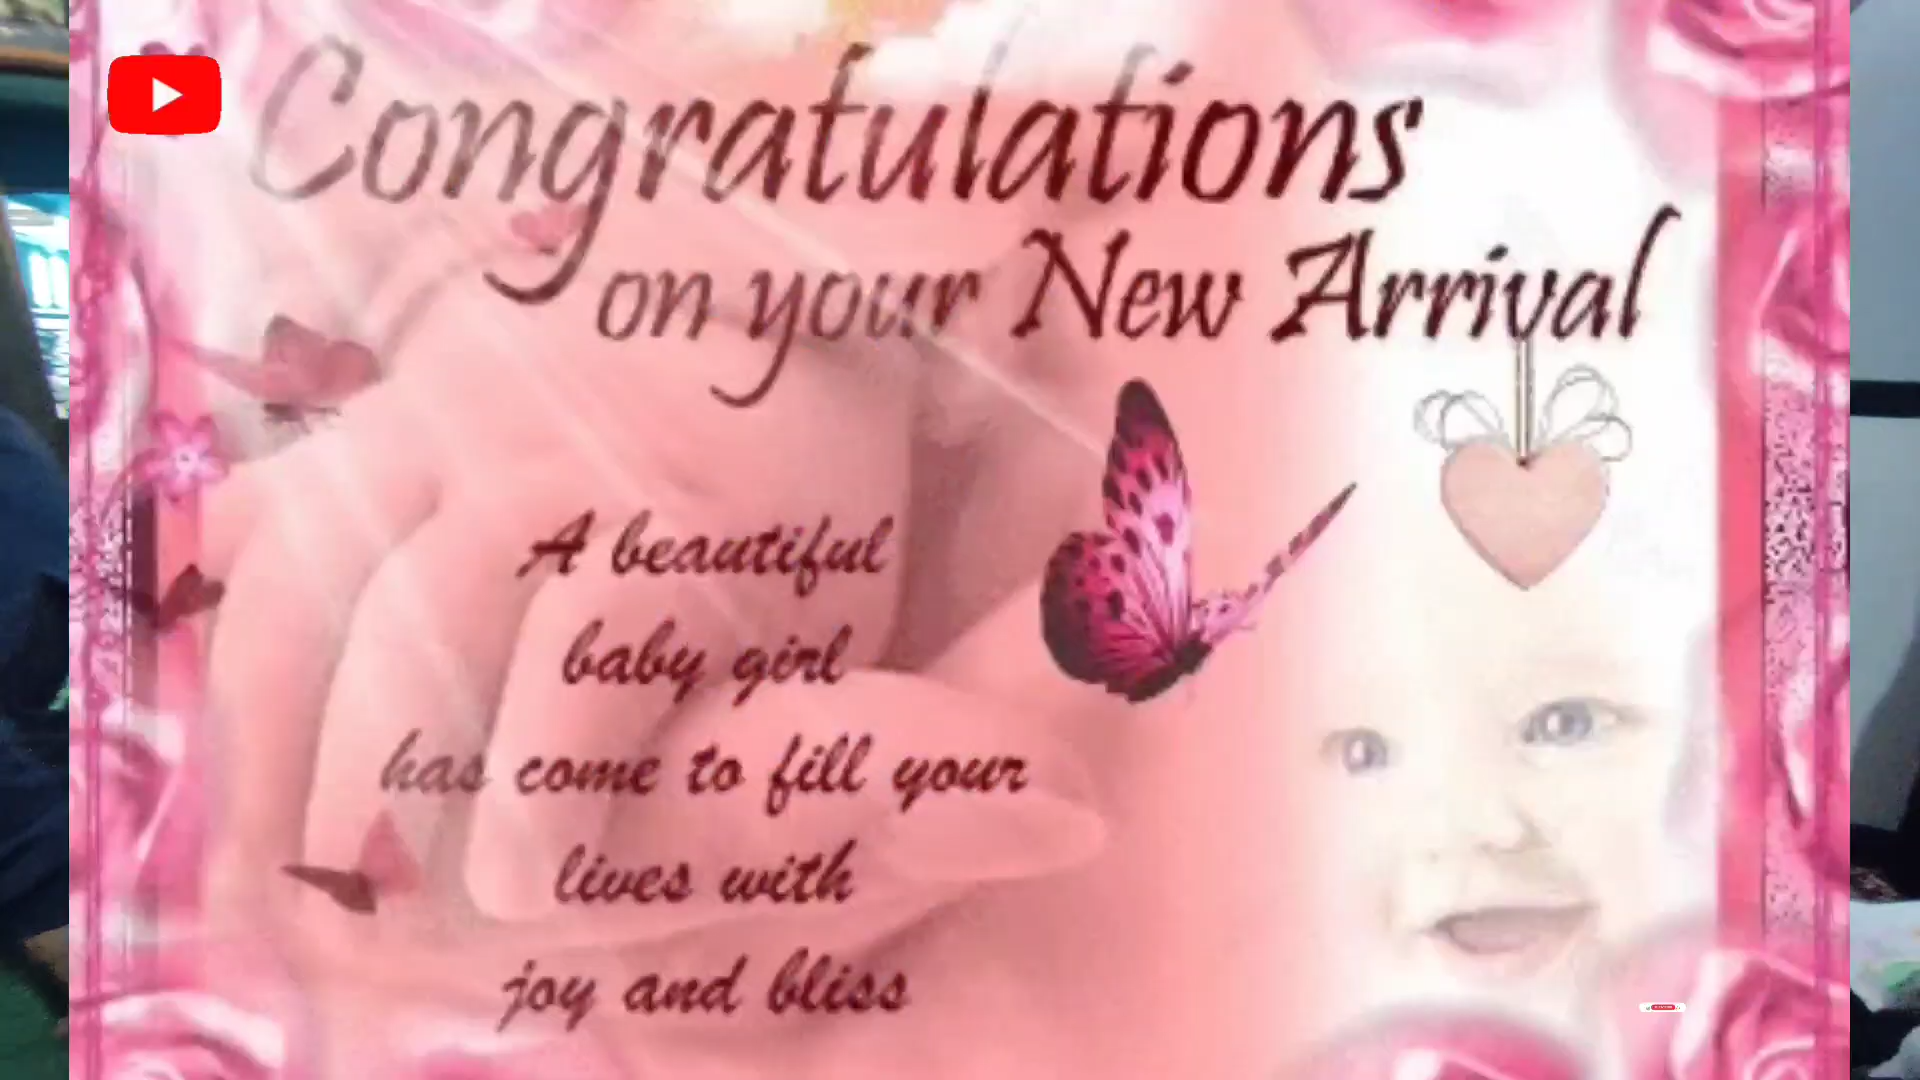 Congratulations
on your New Arrival
A beautiful
baby girl
has come to fill your
lives with
joy and bliss